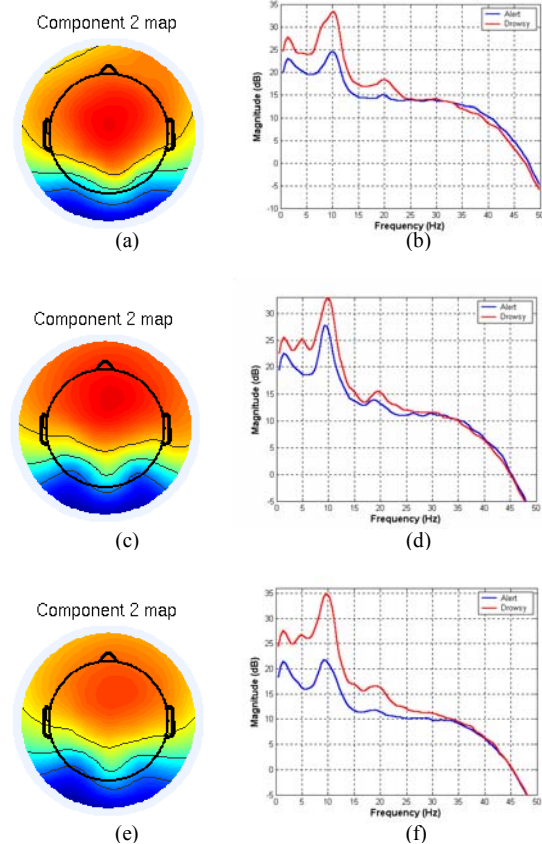 Component 2 map
(a)
Magnitude (dB)
30
25
20
15
10
5
0
-5
-10
0 5 10 15 20 25 30 35 40 45 50
Frequency (Hz)
Alert
Drowsy
(b)
Component 2 map
(c)
Magnitude (dB)
30
25
20
15
10
5
0
-5
0 5 10 15 20 25 30 35 40 45 50
Frequency (Hz)
Alert
Drowsy
(d)
Component 2 map
(e)
Magnitude (dB)
35
30
25
20
15
10
5
0
-5
0 5 10 15 20 25 30 35 40 45 50
Frequency (Hz)
Alert
Drowsy
(f)